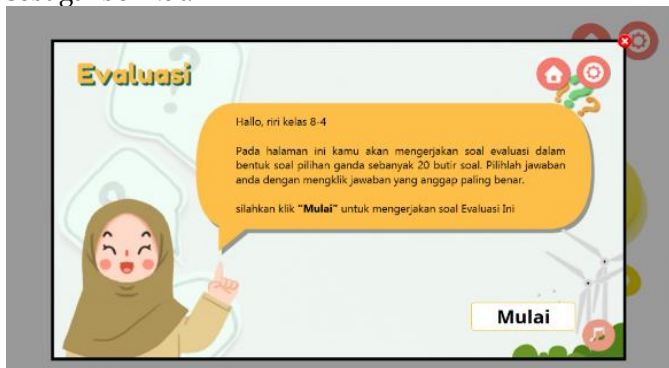 Evaluasi
Hallo, riri kelas 8-4
Pada halaman ini kamu akan mengerjakan soal evaluasi dalam
bentuk soal pilihan ganda sebanyak 20 butir soal. Pilihlah jawaban
anda dengan mengklik jawaban yang anggap paling benar.
silahkan klik "Mulai" untuk mengerjakan soal Evaluasi Ini
Mulai